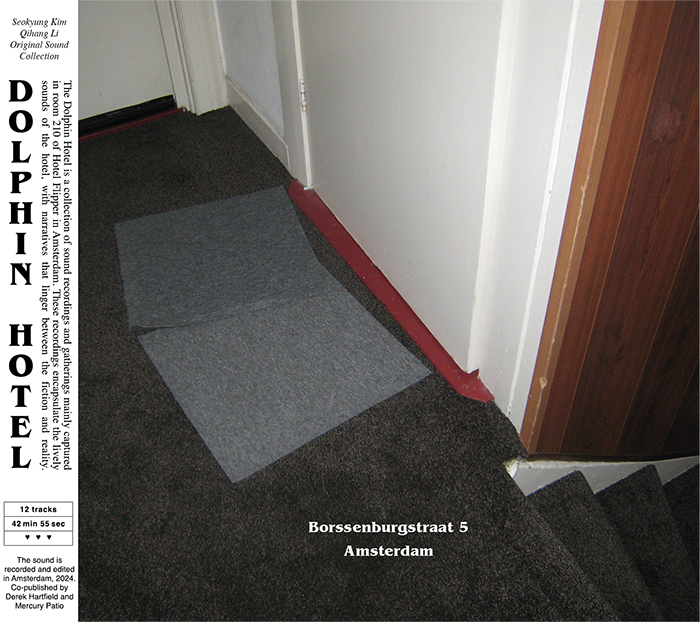 Seokyung Kim
Qihang Li
Original Sound
Collection
DOLPHIN HOTEL
The Dolphin Hotel is a collection of sound recordings and gatherings mainly captured
in room 210 of Hotel Flipper in Amsterdam. These recordings encapsulate the lively
sounds of the hotel, with narratives that linger between the fiction and reality.
12 tracks
42 min 55 sec
♥ ♥ ♥
The sound is
recorded and edited
in Amsterdam, 2024.
Co-published by
Derek Hartfield and
Mercury Patio
Borssenburgstraat 5
Amsterdam